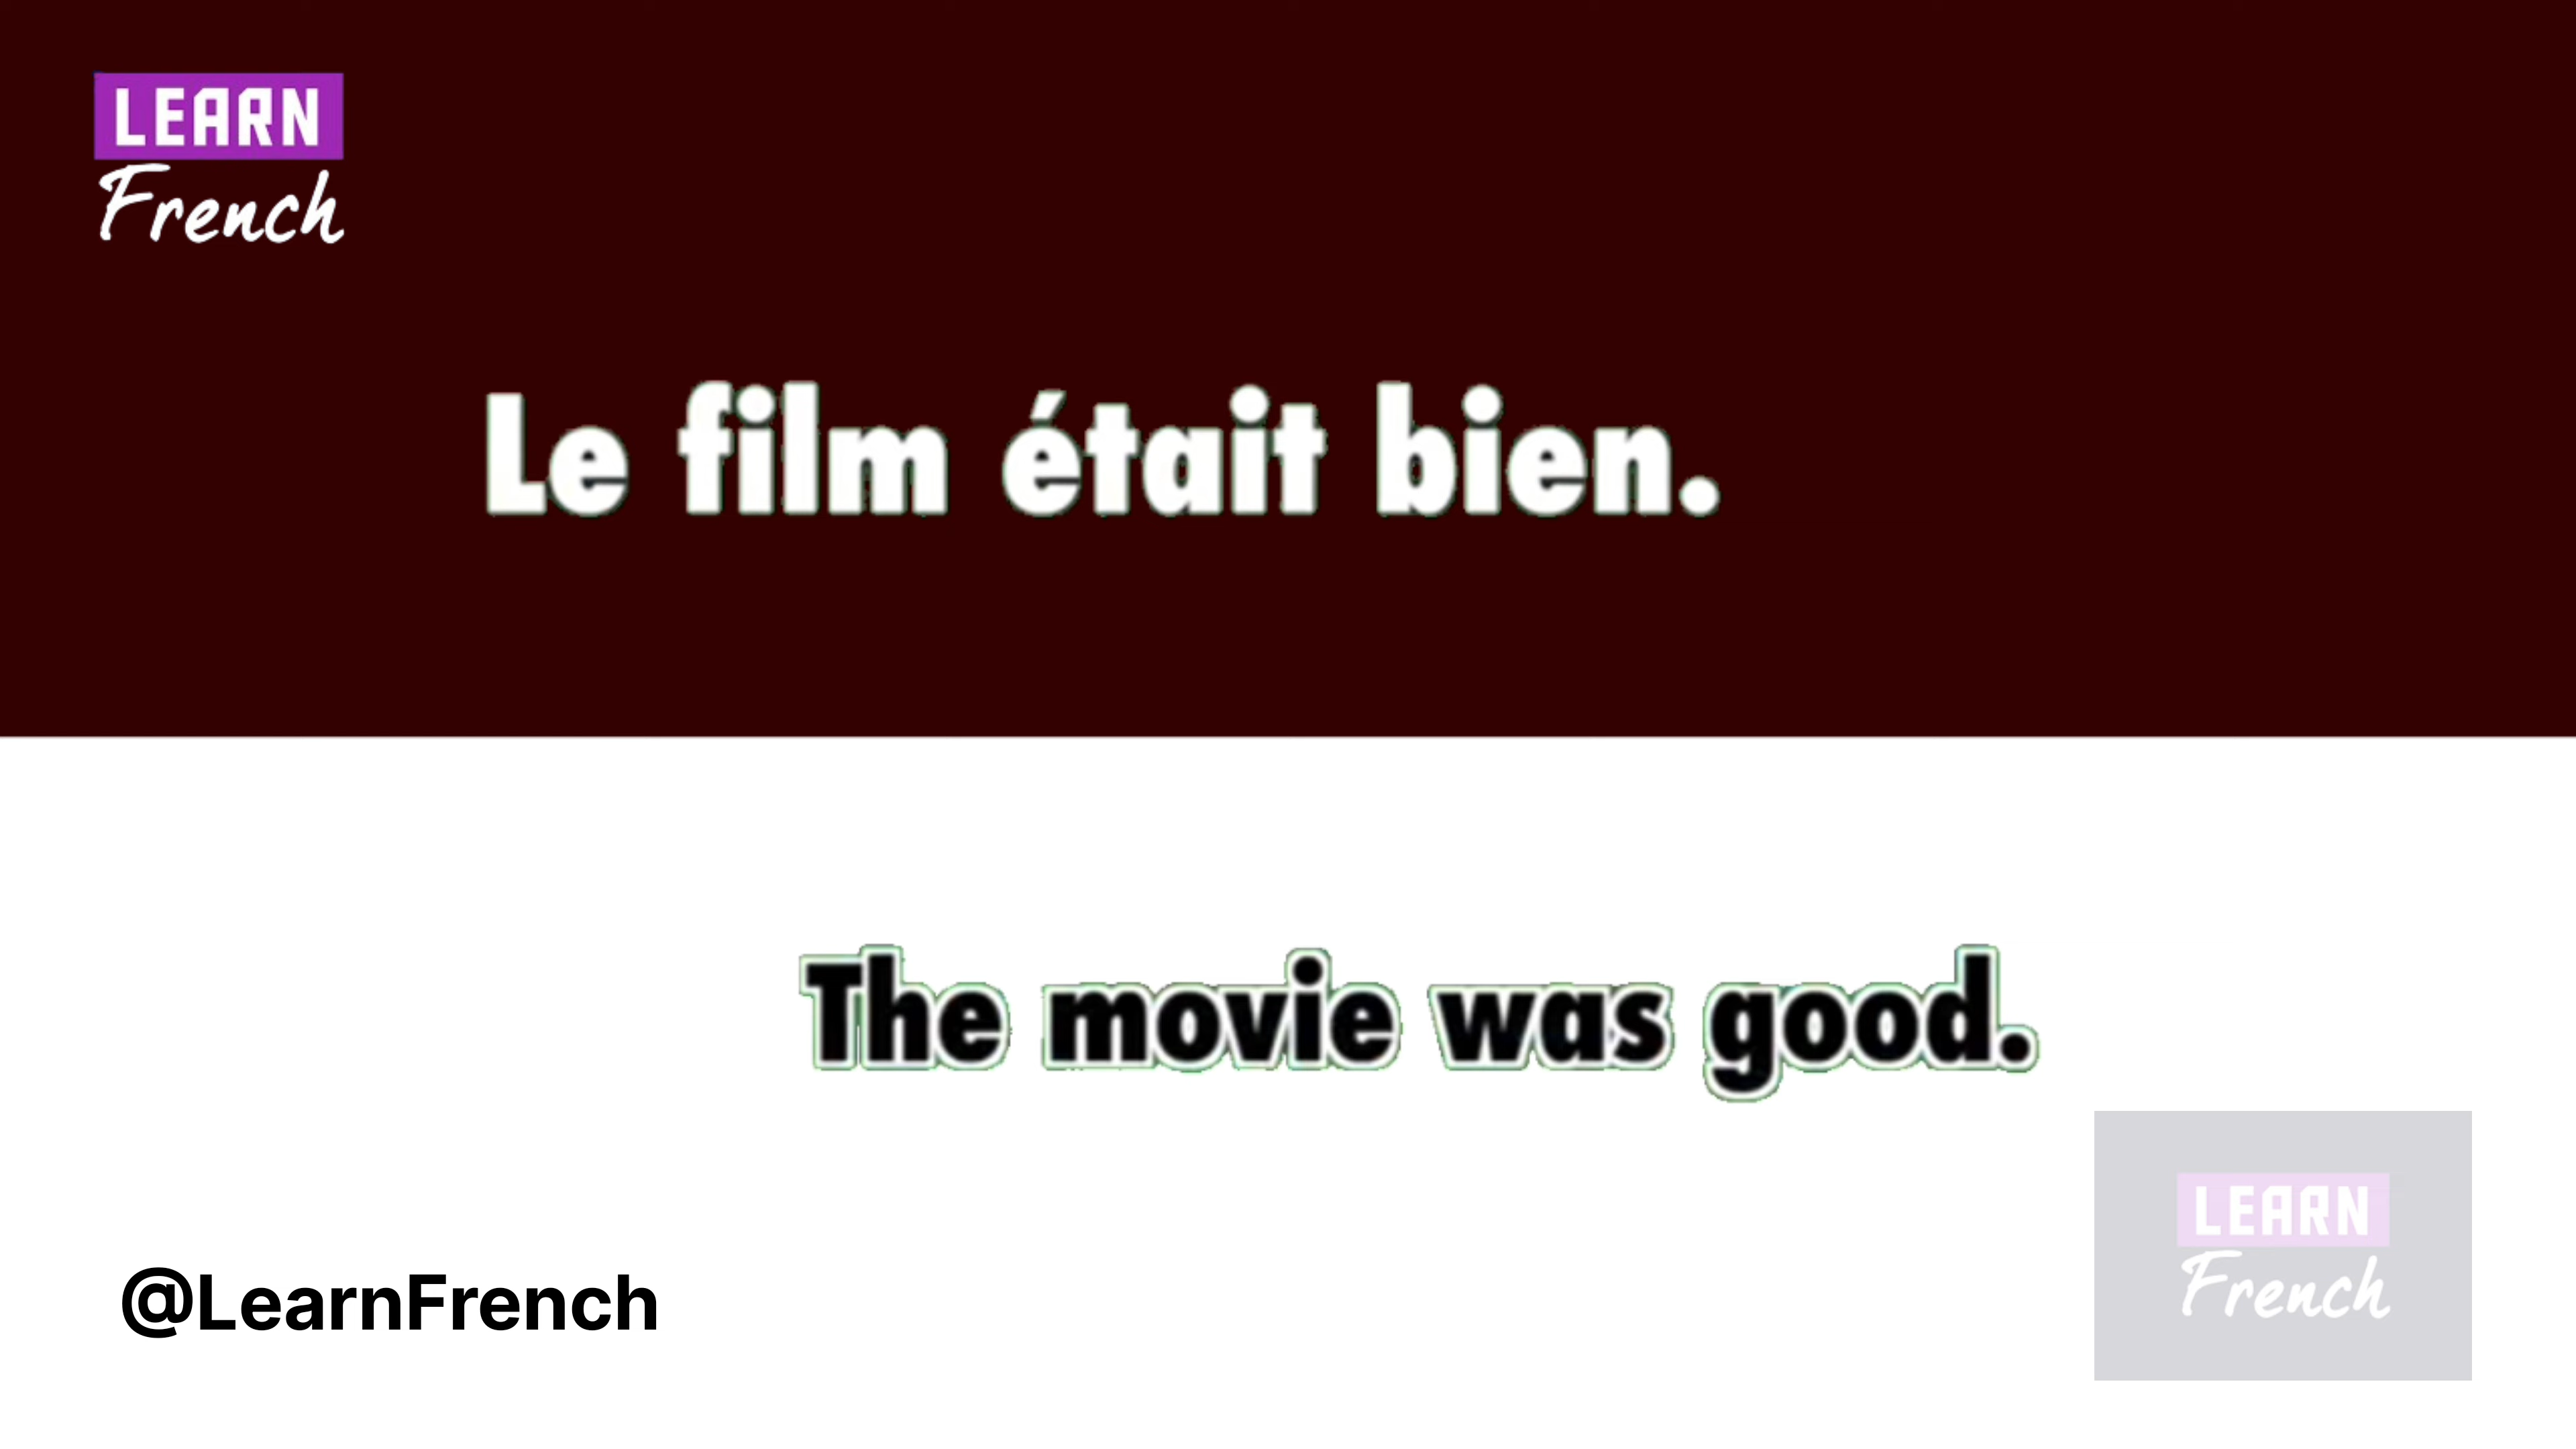 LEARN
French
Le film était bien.
The movie was good.
LEARN
French
@LearnFrench